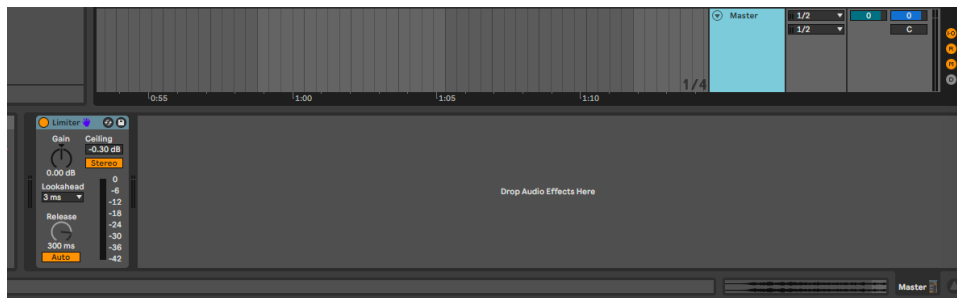 Master
1/2
0
0
1/2
C
1/4
0:55
1:00
1:05
1:10
Limiter
Gain
Ceiling
-0.30 dB
Stereo
0.00 dB
Lookahead
3 ms
Release
300 ms
Auto
0
-6
-12
-18
-24
-30
-36
-42
Drop Audio Effects Here
R
M
D
Master